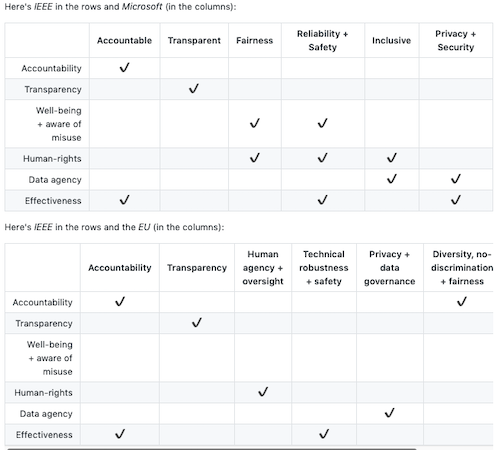 Here's IEEE in the rows and Microsoft (in the columns):
Accountable Transparent Fairness Reliability + Safety Inclusive Privacy + Security
Accountability ✓
Transparency ✓
Well-being + aware of misuse ✓ ✓
Human-rights ✓ ✓ ✓
Data agency ✓ ✓
Effectiveness ✓ ✓ ✓
Here's IEEE in the rows and the EU (in the columns):
Accountability Transparency Human agency + oversight Technical robustness + safety Privacy + data governance Diversity, no-discrimination + fairness
Accountability ✓ ✓
Transparency ✓
Well-being + aware of misuse
Human-rights ✓
Data agency ✓
Effectiveness ✓ ✓